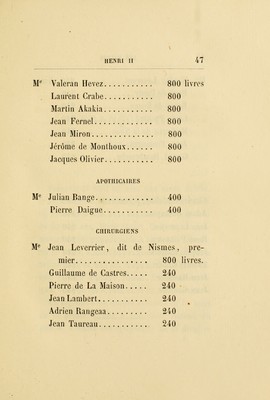 HENRI II 47
Me Valeran Hevez........... 800 livres
Laurent Crabe........... 800
Martin Akakia........... 800
Jean Fernel........... 800
Jean Miron........... 800
Jérôme de Monthoux...... 800
Jacques Olivier........... 800
APOTHICAIRES
Me Julian Bange............ 400
Pierre Daigue........... 400
CHIRURGIENS
Me Jean Leverrier, dit de Nismes, pre-
mier............... 800 livres.
Guillaume de Castres..... 240
Pierre de La Maison..... 240
Jean Lambert.......... 240
Adrien Rangeaa.......... 240
Jean Taureau........... 240